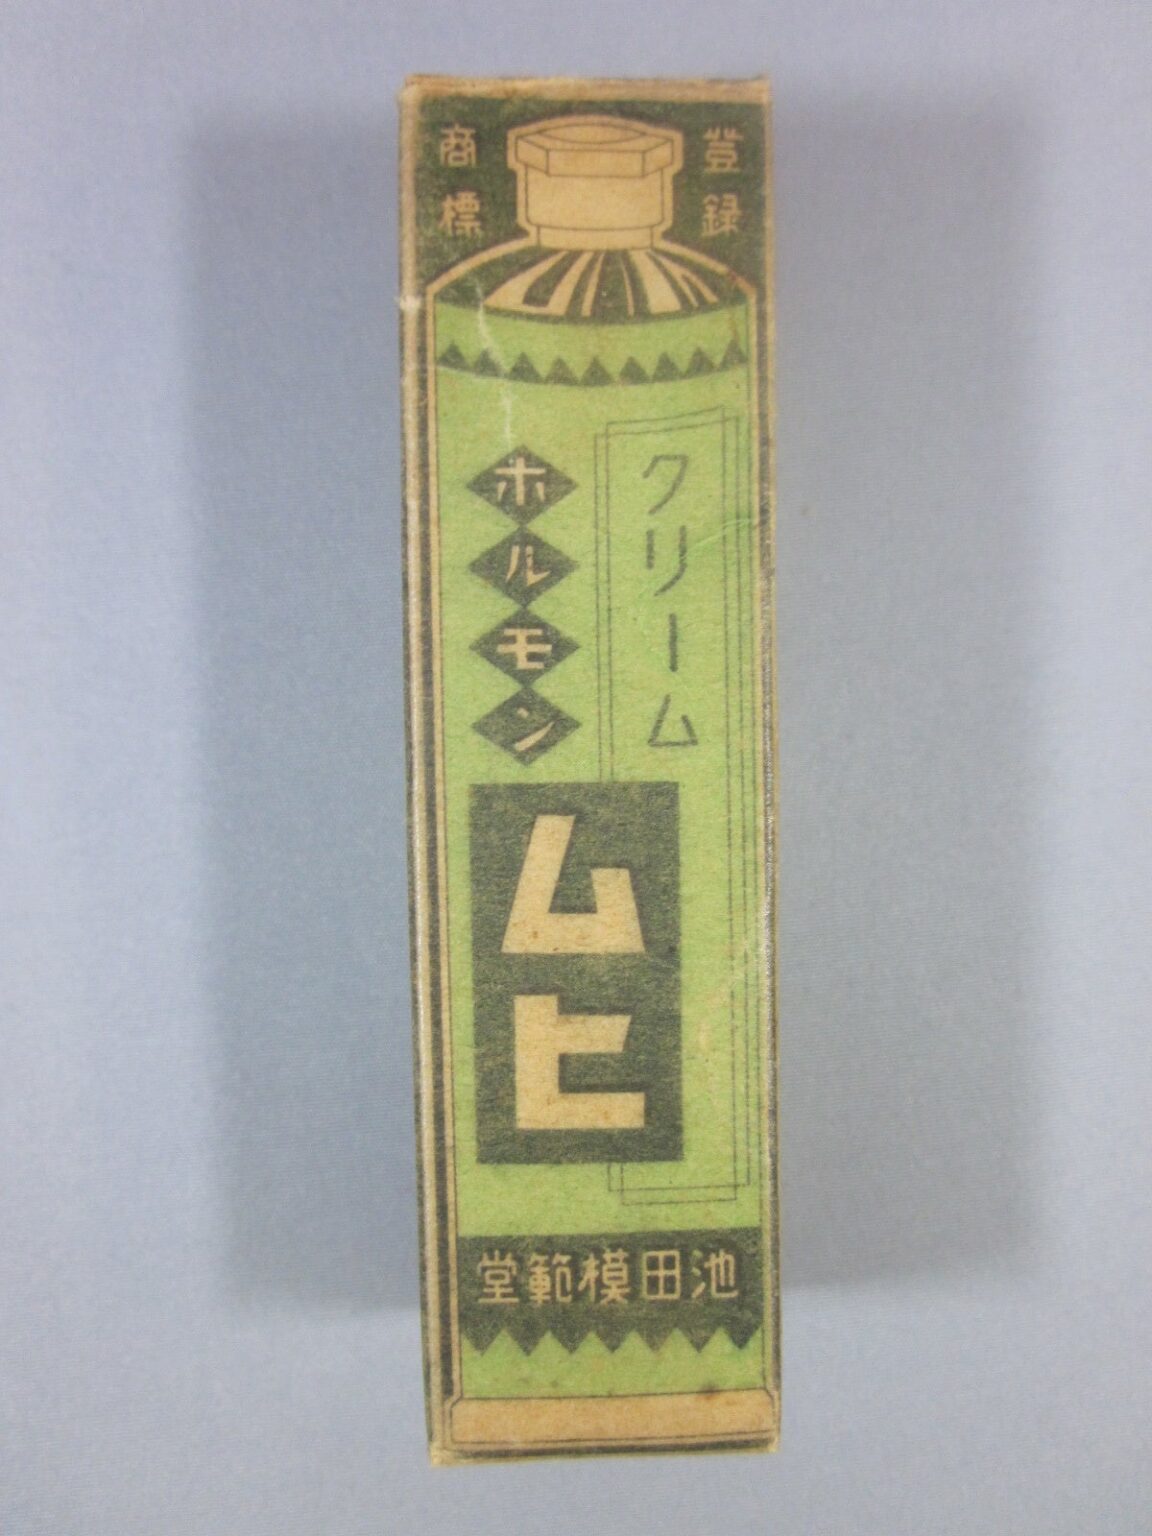 登録
商標
クリーム
ホルモン
ムヒ
堂範模田池